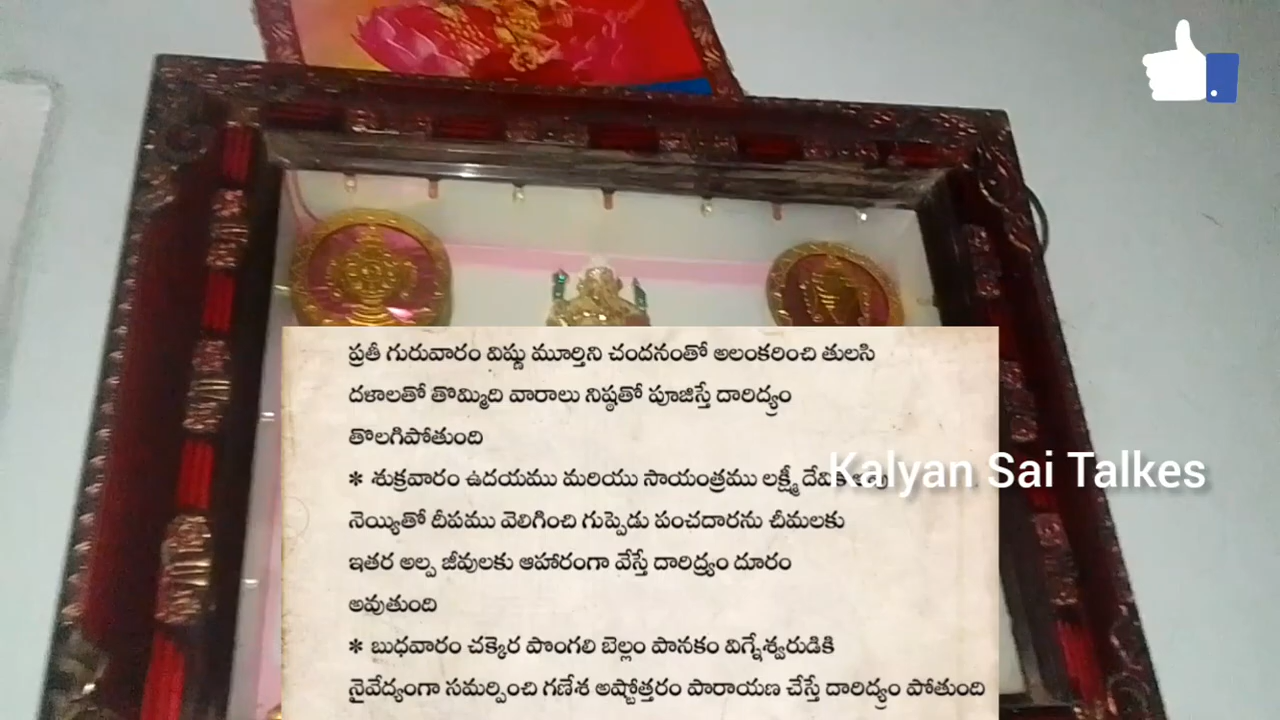 ప్రతీ గురువారం విష్ణు మూర్తిని చందనంతో అలంకరించి తులసి
దళాలతో తొమ్మిది వారాలు నిష్ఠతో పూజిస్తే దారిద్యం
తొలగిపోతుంది
* శుక్రవారం ఉదయము మరియు సాయంత్రము లక్ష్మీ
Kalyan Sai Talkes
నెయ్యితో దీపము వెలిగించి గుప్పెడు పంచదారను చీమలకు
ఇతర అల్ప జీవులకు ఆహారంగా వేస్తే దారిద్ర్యం దూరం
అవుతుంది
* బుధవారం చక్కెర పొంగలి బెల్లం పానకం విగ్నేశ్వరుడికి
నైవేద్యంగా సమర్పించి గణేశ అష్టోత్తరం పారాయణ చేస్తే దారిద్యం పోతుంది